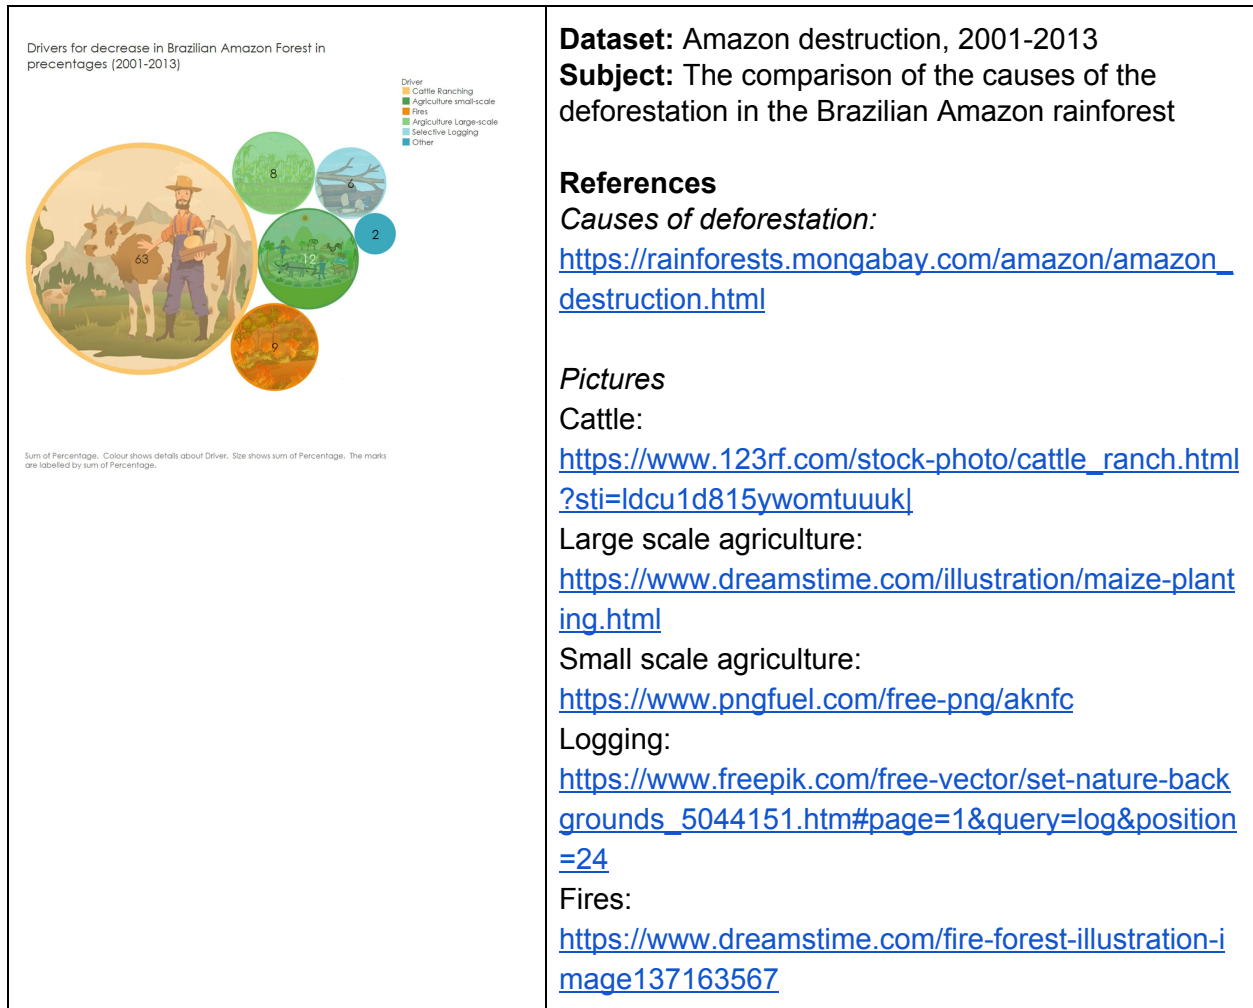 Drivers for decrease in Brazilian Amazon Forest in
precentages (2001-2013)
Driver
Cattle Ranching
Agriculture small-scale
Fires
Argiculture Large-scale
Selective Logging
Other
8
6
2
63
12
9
Sum of Percentage. Colour shows details about Driver. Size shows sum of Percentage. The marks
are labelled by sum of Percentage.
Dataset: Amazon destruction, 2001-2013
Subject: The comparison of the causes of the
deforestation in the Brazilian Amazon rainforest
References
Causes of deforestation:
https://rainforests.mongabay.com/amazon/amazon_
destruction.html
Pictures
Cattle:
https://www.123rf.com/stock-photo/cattle_ranch.html
?sti=ldcu1d815ywomtuuuk|
Large scale agriculture:
https://www.dreamstime.com/illustration/maize-plant
ing.html
Small scale agriculture:
https://www.pngfuel.com/free-png/aknfc
Logging:
https://www.freepik.com/free-vector/set-nature-back
grounds_5044151.htm#page=1&query=log&position
=24
Fires:
https://www.dreamstime.com/fire-forest-illustration-i
mage137163567